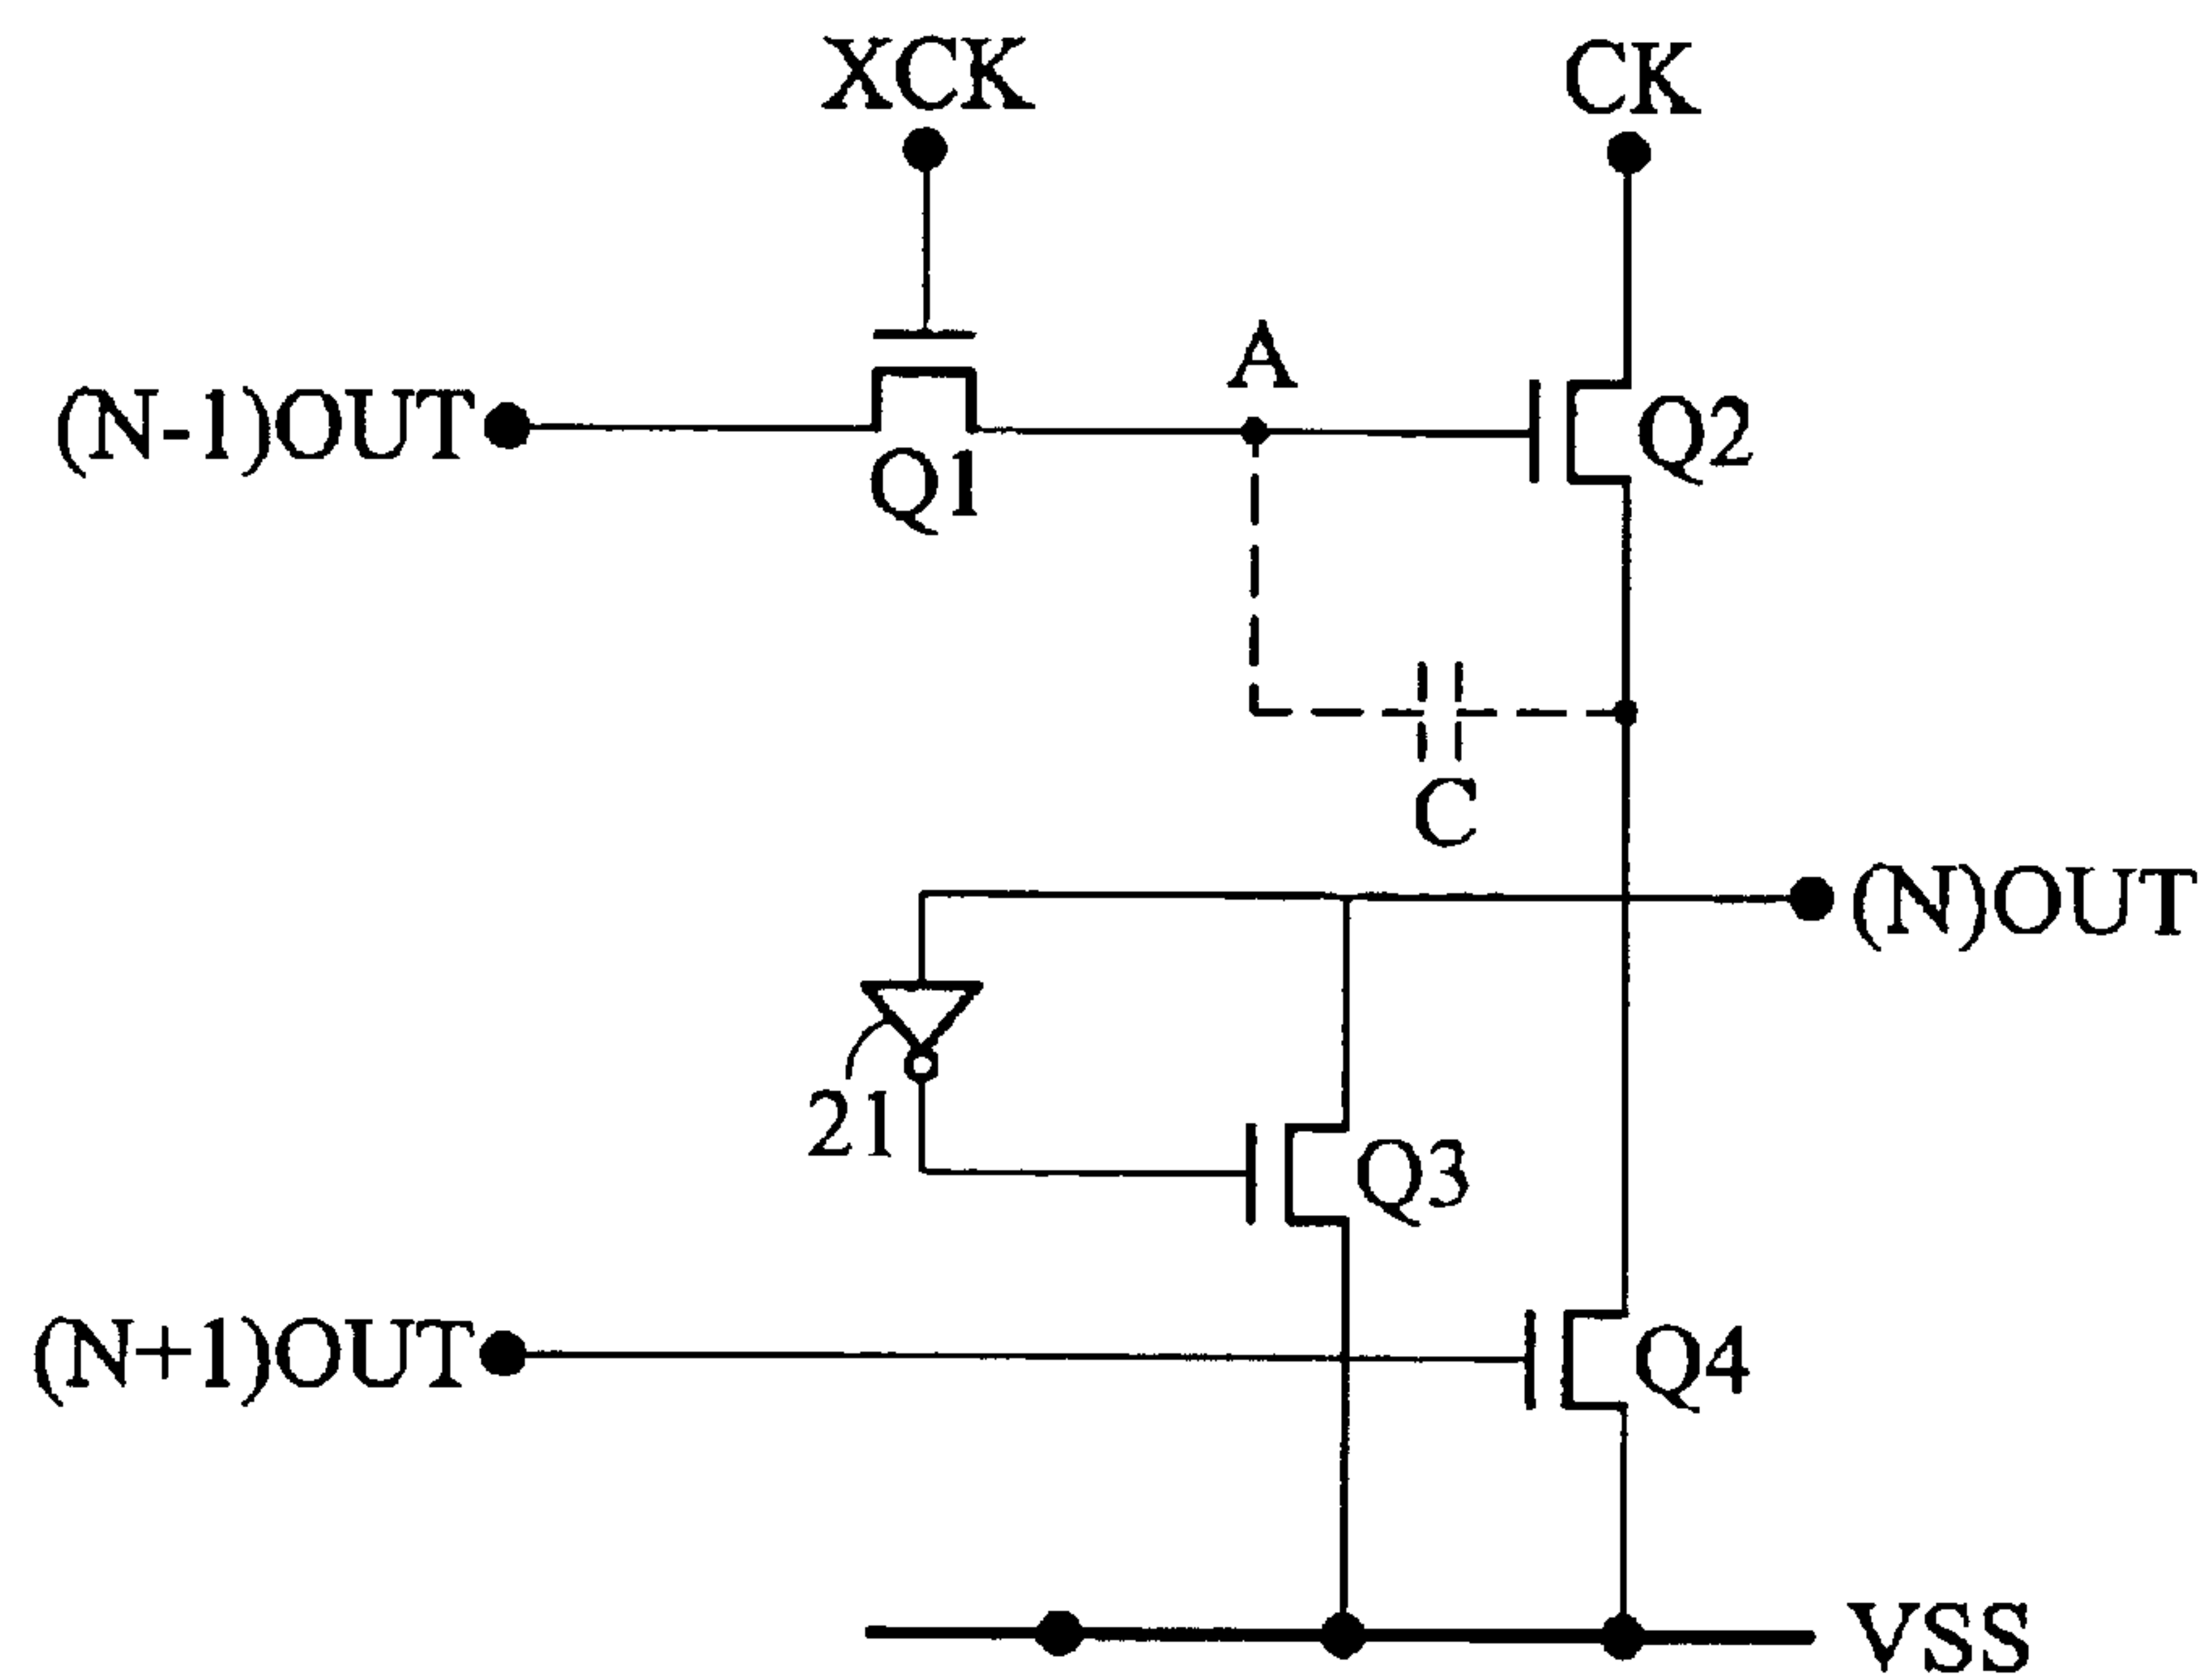 XCK
CK
(N-1)OUT
A
Q1
Q2
C
(N)OUT
21
Q3
(N+1)OUT
Q4
VSS